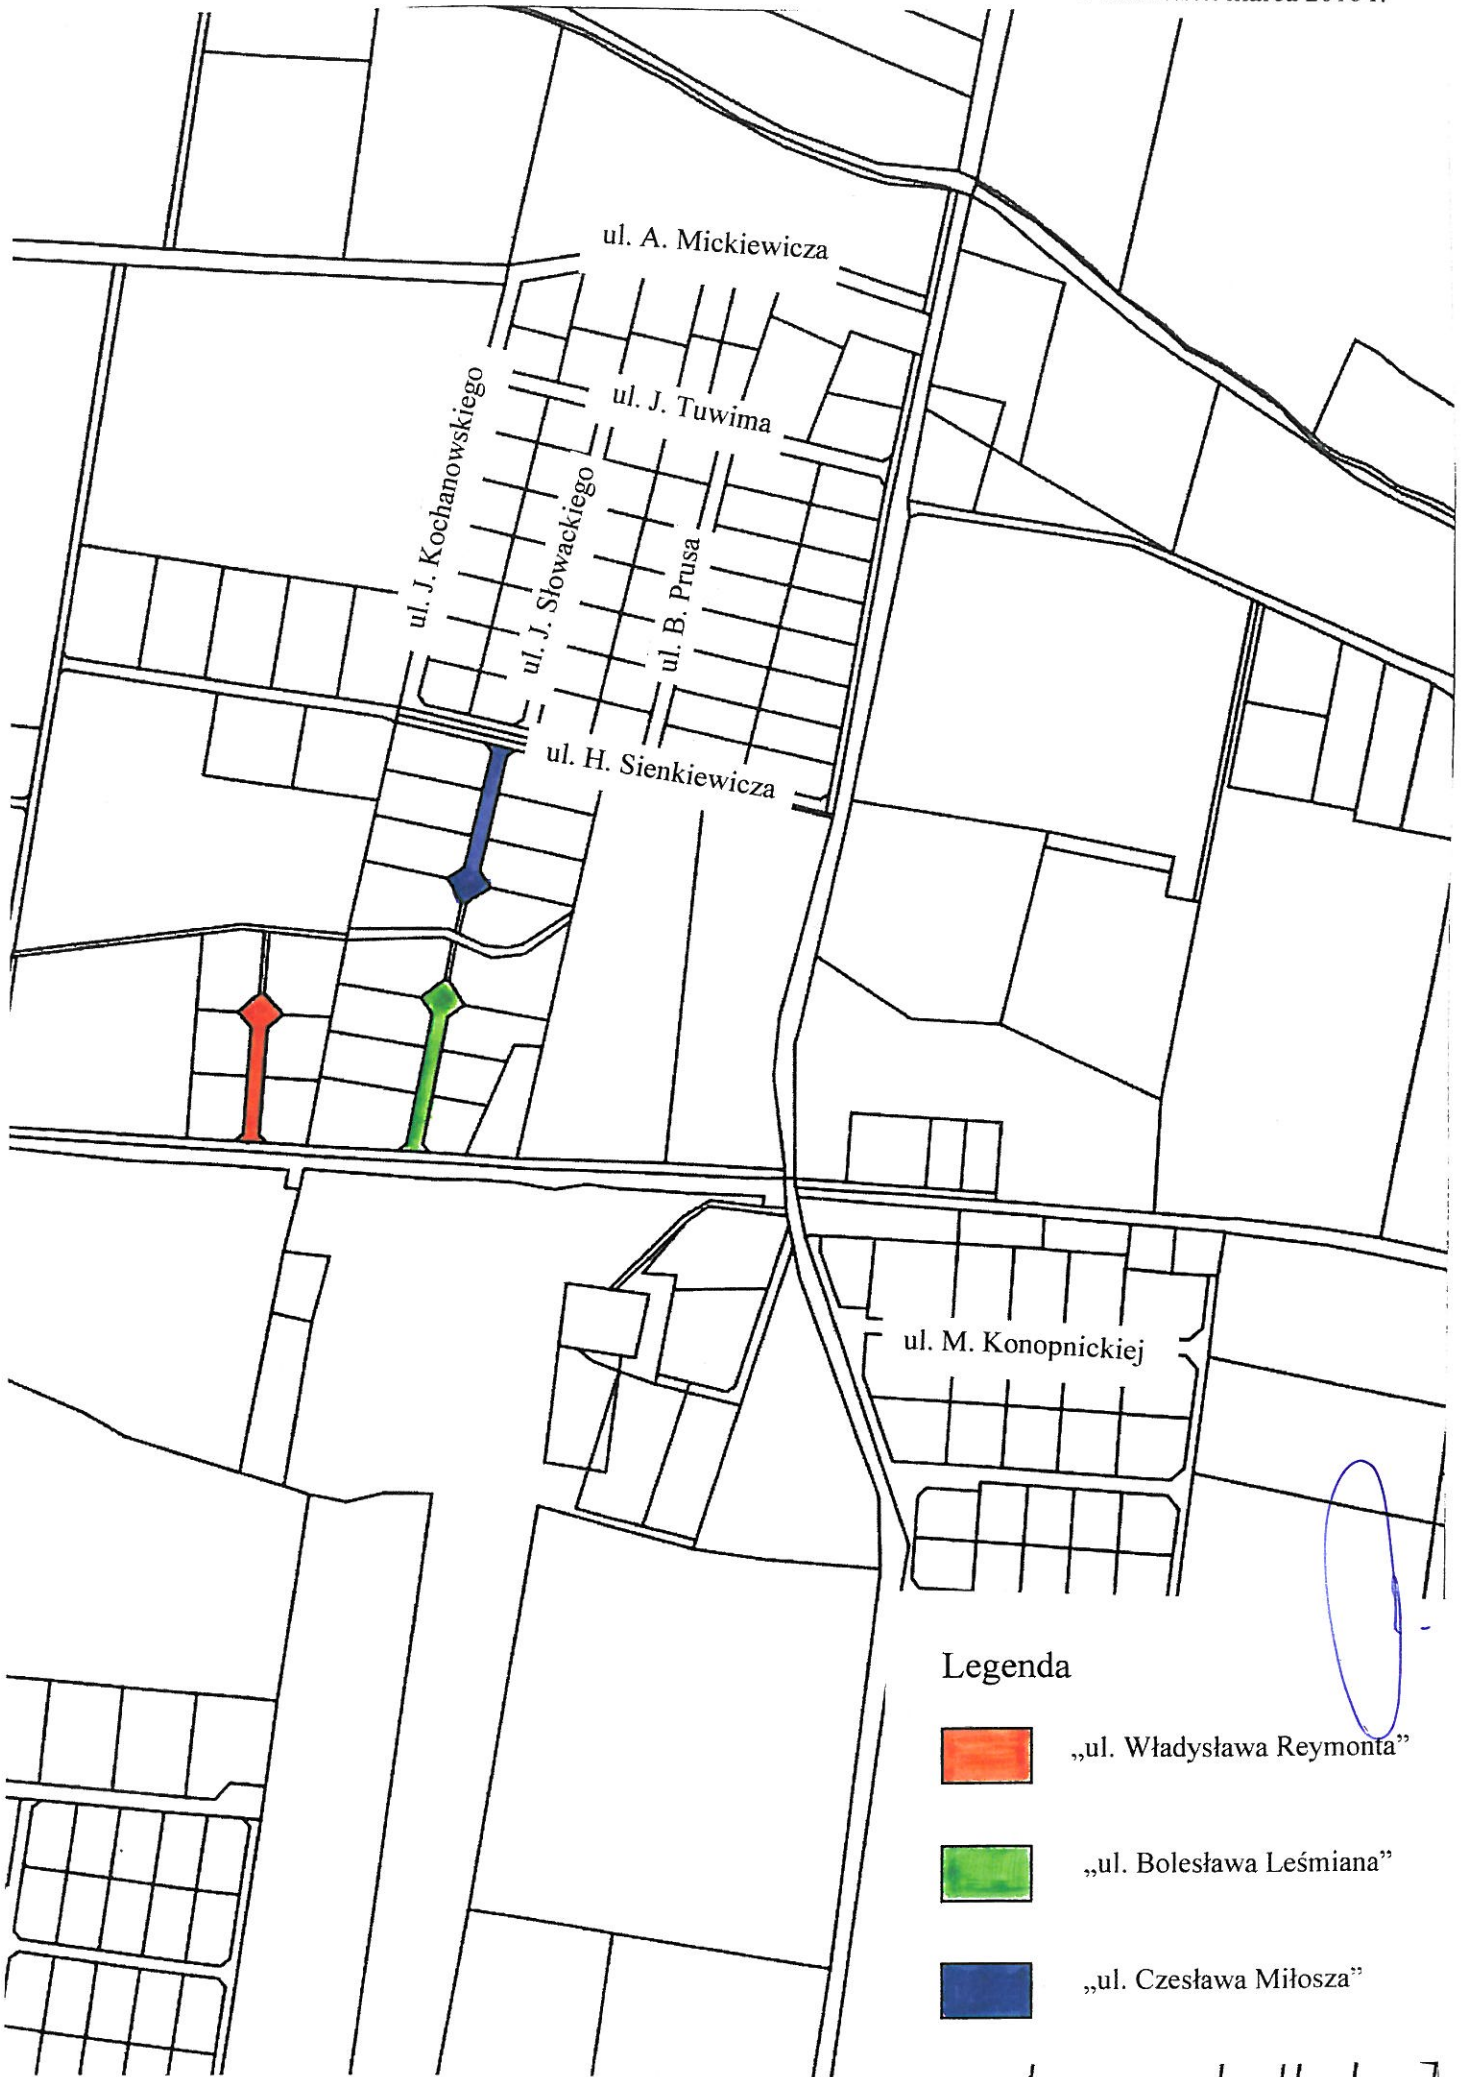 ul. A. Mickiewicza
ul. J. Tuwima
ul. J. Kochanowskiego
ul. J. Słowackiego
ul. B. Prusa
ul. H. Sienkiewicza
ul. M. Konopnickiej
Legenda
„ul. Władysława Reymonta”
„ul. Bolesława Leśmiana”
„ul. Czesława Miłosza”